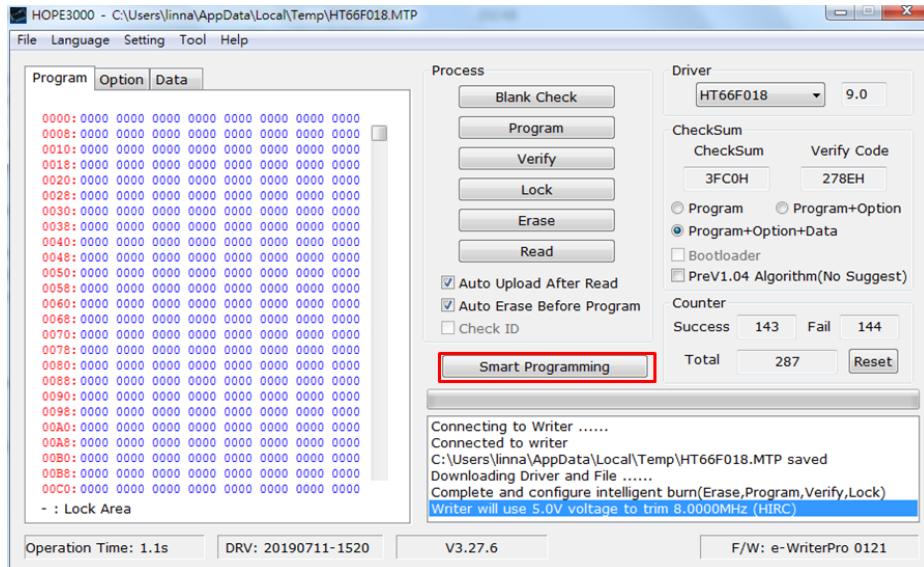 HOPE3000 - C:\Users\linna\AppData\Local\Temp\HT66F018.MTP
File Language Setting Tool Help
Program Option Data
0000:0000 0000 0000 0000 0000 0000 0000 0000
0008:0000 0000 0000 0000 0000 0000 0000 0000
0010:0000 0000 0000 0000 0000 0000 0000 0000
0018:0000 0000 0000 0000 0000 0000 0000 0000
0020:0000 0000 0000 0000 0000 0000 0000 0000
0028:0000 0000 0000 0000 0000 0000 0000 0000
0030:0000 0000 0000 0000 0000 0000 0000 0000
0038:0000 0000 0000 0000 0000 0000 0000 0000
0040:0000 0000 0000 0000 0000 0000 0000 0000
0048:0000 0000 0000 0000 0000 0000 0000 0000
0050:0000 0000 0000 0000 0000 0000 0000 0000
0058:0000 0000 0000 0000 0000 0000 0000 0000
0060:0000 0000 0000 0000 0000 0000 0000 0000
0068:0000 0000 0000 0000 0000 0000 0000 0000
0070:0000 0000 0000 0000 0000 0000 0000 0000
0078:0000 0000 0000 0000 0000 0000 0000 0000
0080:0000 0000 0000 0000 0000 0000 0000 0000
0088:0000 0000 0000 0000 0000 0000 0000 0000
0090:0000 0000 0000 0000 0000 0000 0000 0000
0098:0000 0000 0000 0000 0000 0000 0000 0000
00A0:0000 0000 0000 0000 0000 0000 0000 0000
00A8:0000 0000 0000 0000 0000 0000 0000 0000
00B0:0000 0000 0000 0000 0000 0000 0000 0000
00B8:0000 0000 0000 0000 0000 0000 0000 0000
00C0:0000 0000 0000 0000 0000 0000 0000 0000
- : Lock Area
Process
Blank Check
Program
Verify
Lock
Erase
Read
Auto Upload After Read
Auto Erase Before Program
Check ID
Smart Programming
Driver
HT66F018 9.0
CheckSum
CheckSum Verify Code
3FC0H 278EH
Program Program+Option
Program+Option+Data
Bootloader
PreV1.04 Algorithm(No Suggest)
Counter
Success 143 Fail 144
Total 287 Reset
Connecting to Writer ......
Connected to writer
C:\Users\linna\AppData\Local\Temp\HT66F018.MTP saved
Downloading Driver and File ......
Complete and configure intelligent burn(Erase,Program,Verify,Lock)
Writer will use 5.0V voltage to trim 8.0000MHz (HIRC)
Operation Time: 1.1s DRV: 20190711-1520 V3.27.6 F/W: e-WriterPro 0121